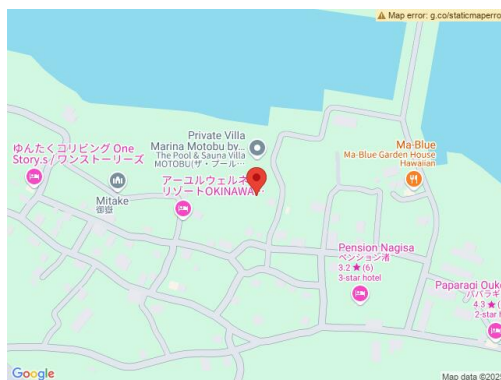 Map error: g.co/staticmaperro
Private Villa
Marina Motobu by...
The Pool & Sauna Villa
MOTOBU(ザ・プール…
ゆんたくコリビング One
Story.s / ワンストーリーズ
Mitake
御嶽
アーユルウェルネ
リゾートOKINAWA
Ma-Blue
Ma-Blue Garden House
Hawaiian
Pension Nagisa
ペンション渚
3.2 ★ (6)
3-star hotel
Paparagi Ouk
パパラギ
4.3 ★ (
2-star h
Google
Map data ©2025